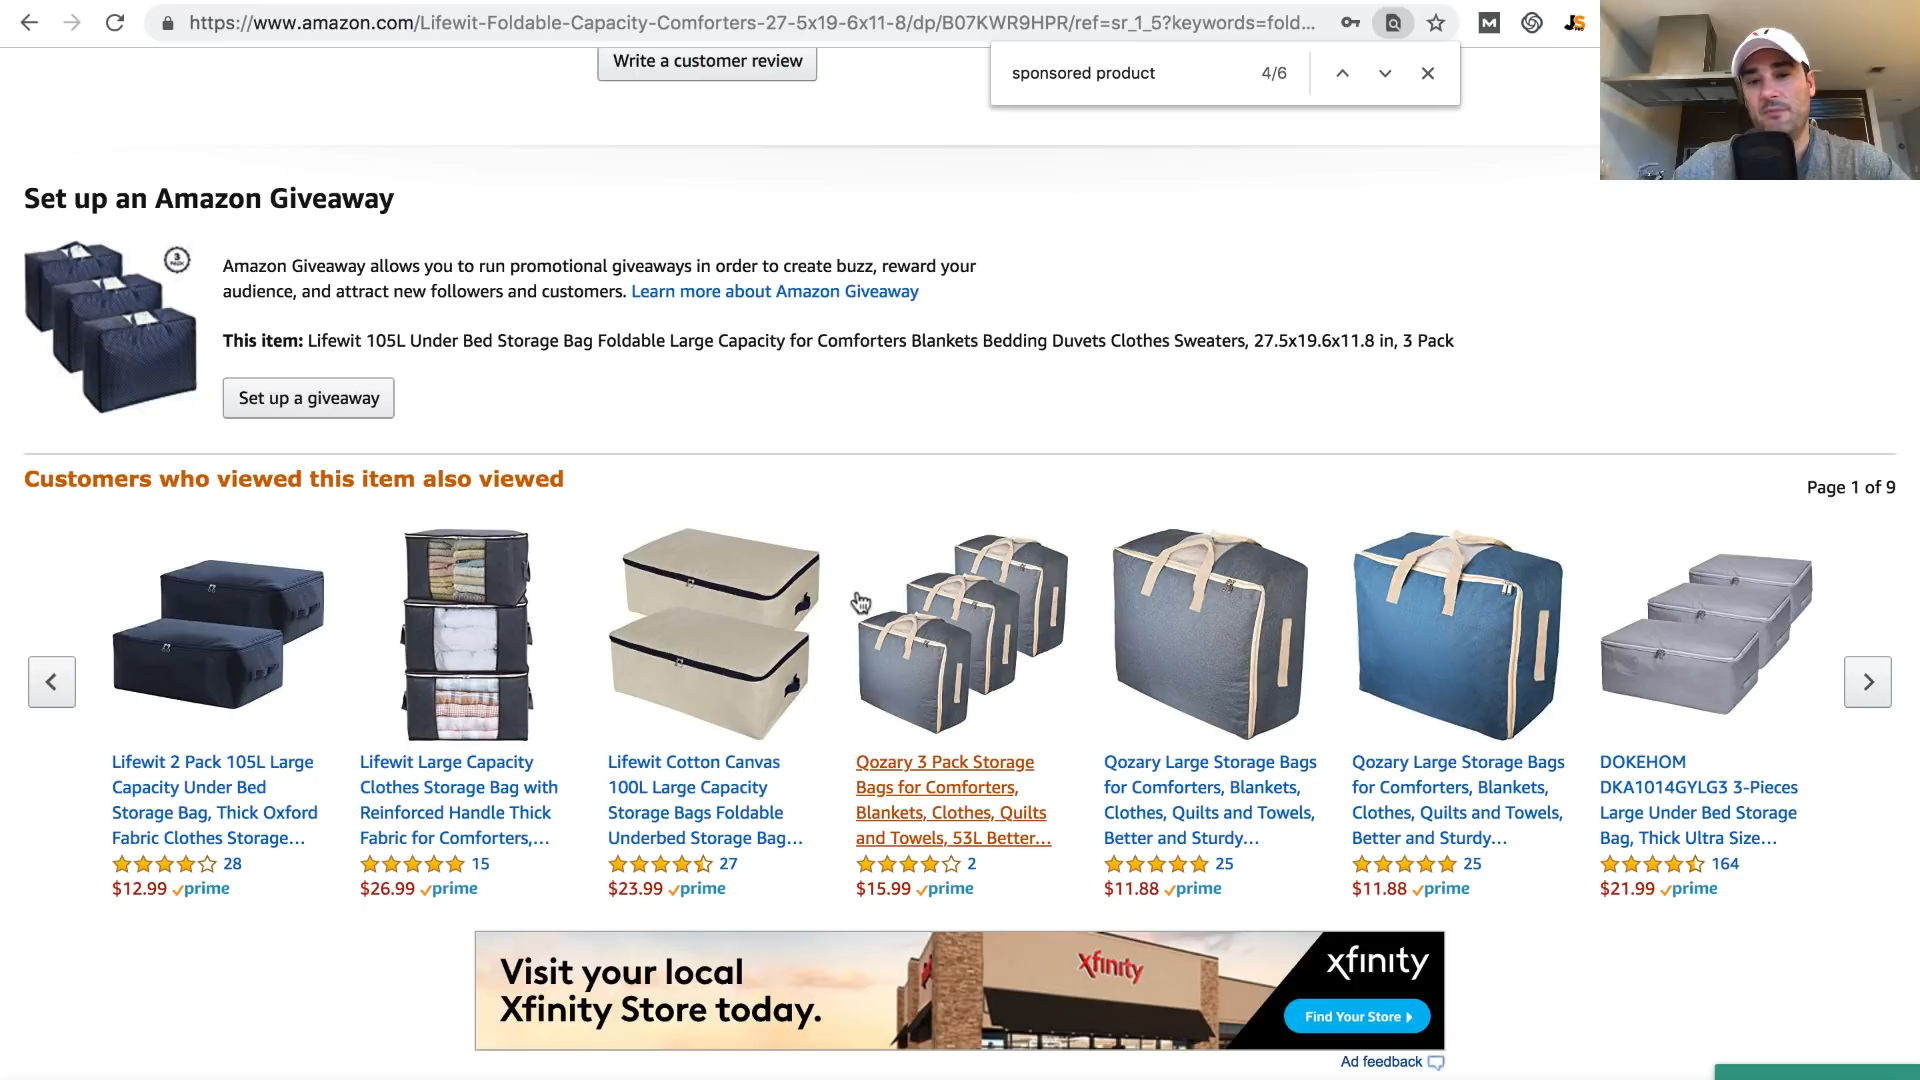 https://www.amazon.com/Lifewit-Foldable-Capacity-Comforters-27-5x19-6x11-8/dp/B07KWR9HPR/ref=sr_1_5?keywords=fold...
Write a customer review
sponsored product 4/6
Set up an Amazon Giveaway
3
PACK
Amazon Giveaway allows you to run promotional giveaways in order to create buzz, reward your
audience, and attract new followers and customers. Learn more about Amazon Giveaway
This item: Lifewit 105L Under Bed Storage Bag Foldable Large Capacity for Comforters Blankets Bedding Duvets Clothes Sweaters, 27.5x19.6x11.8 in, 3 Pack
Set up a giveaway
Customers who viewed this item also viewed
Page 1 of 9
Lifewit 2 Pack 105L Large
Capacity Under Bed
Storage Bag, Thick Oxford
Fabric Clothes Storage...
28
$12.99 prime
Lifewit Large Capacity
Clothes Storage Bag with
Reinforced Handle Thick
Fabric for Comforters,...
15
$26.99 prime
Lifewit Cotton Canvas
100L Large Capacity
Storage Bags Foldable
Underbed Storage Bag...
27
$23.99 prime
Qozary 3 Pack Storage
Bags for Comforters,
Blankets, Clothes, Quilts
and Towels, 53L Better...
2
$15.99 prime
Qozary Large Storage Bags
for Comforters, Blankets,
Clothes, Quilts and Towels,
Better and Sturdy...
25
$11.88 prime
Qozary Large Storage Bags
for Comforters, Blankets,
Clothes, Quilts and Towels,
Better and Sturdy...
25
$11.88 prime
DOKEHOM
DKA1014GYLG3 3-Pieces
Large Under Bed Storage
Bag, Thick Ultra Size...
164
$21.99 prime
Visit your local
Xfinity Store today.
xfinity
xfinity
Find Your Store
Ad feedback